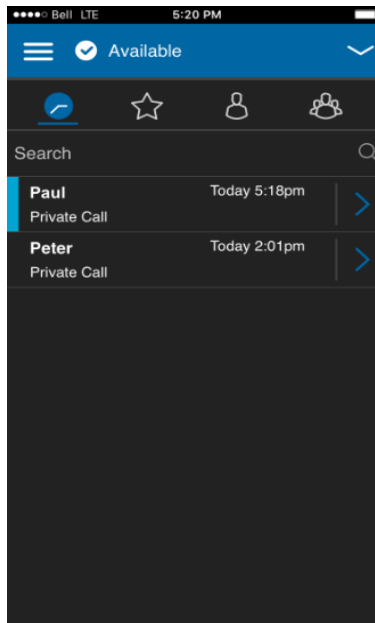 Bell LTE 5:20 PM
Available
Search
Paul Today 5:18pm
Private Call
Peter Today 2:01pm
Private Call